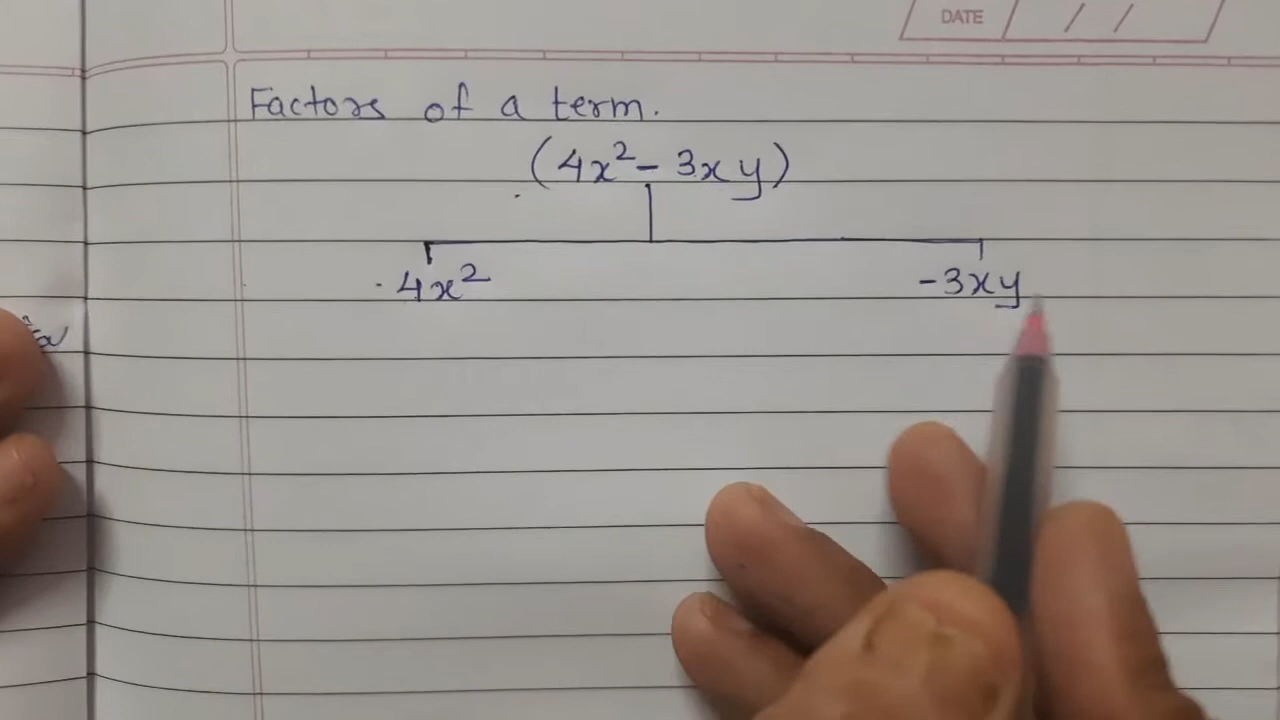 DATE / /
Factors of a term.
(4x² - 3xy)
4x² -3xy